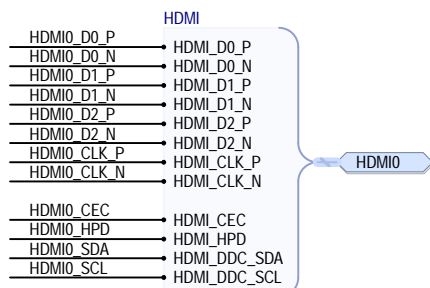 HDMI
HDMI0_D0_P HDMI_D0_P
HDMI0_D0_N HDMI_D0_N
HDMI0_D1_P HDMI_D1_P
HDMI0_D1_N HDMI_D1_N
HDMI0_D2_P HDMI_D2_P
HDMI0_D2_N HDMI_D2_N
HDMI0_CLK_P HDMI_CLK_P
HDMI0_CLK_N HDMI_CLK_N
HDMI0
HDMI0_CEC HDMI_CEC
HDMI0_HPD HDMI_HPD
HDMI0_SDA HDMI_DDC_SDA
HDMI0_SCL HDMI_DDC_SCL